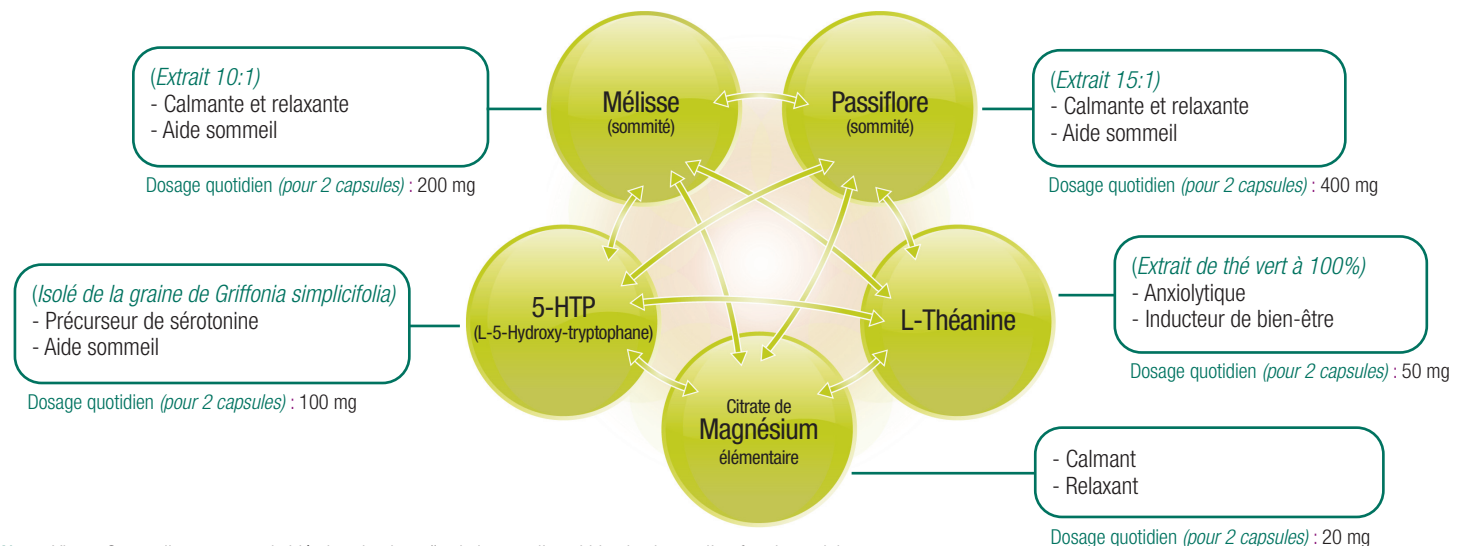 (Extrait 10:1)
- Calmante et relaxante
- Aide sommeil
Dosage quotidien (pour 2 capsules) : 200 mg
Mélisse
(sommité)
Passiflore
(sommité)
(Extrait 15:1)
- Calmante et relaxante
- Aide sommeil
Dosage quotidien (pour 2 capsules) : 400 mg
(Isolé de la graine de Griffonia simplicifolia)
- Précurseur de sérotonine
- Aide sommeil
Dosage quotidien (pour 2 capsules) : 100 mg
5-HTP
(L-5-Hydroxy-tryptophane)
L-Théanine
(Extrait de thé vert à 100%)
- Anxiolytique
- Inducteur de bien-être
Dosage quotidien (pour 2 capsules) : 50 mg
Citrate de
Magnésium
élémentaire
- Calmant
- Relaxant
Dosage quotidien (pour 2 capsules) : 20 mg